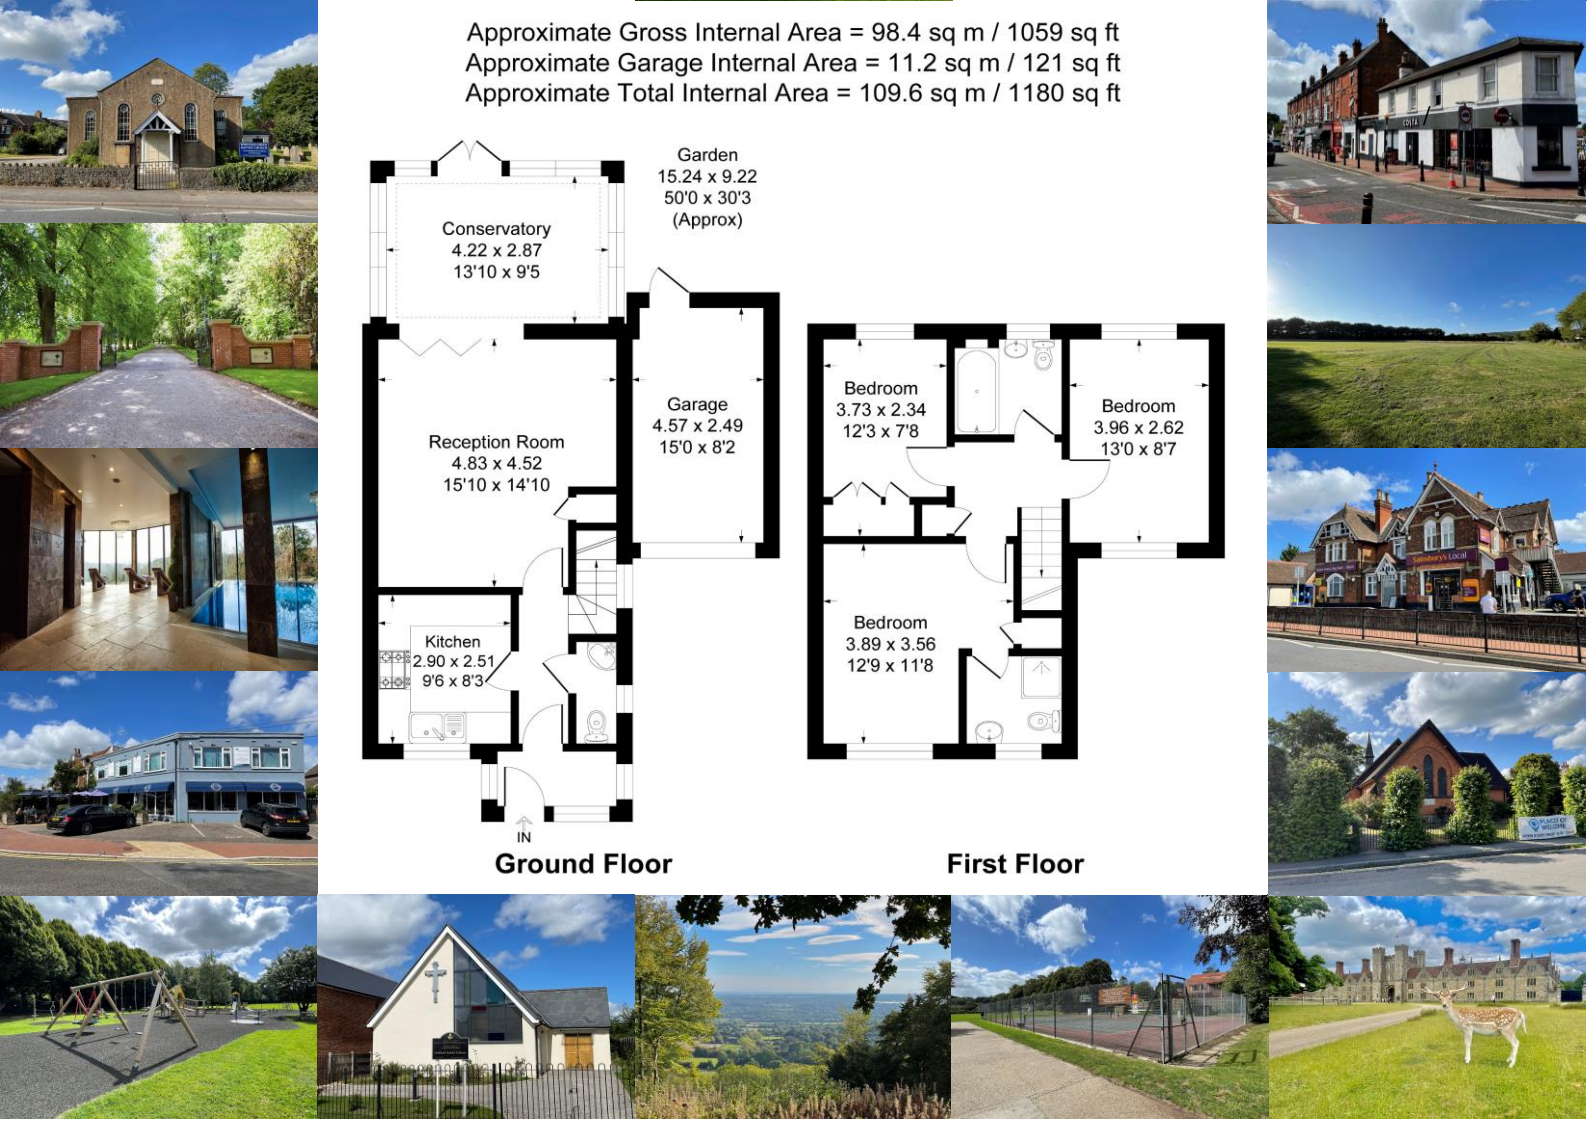 Approximate Gross Internal Area = 98.4 sq m / 1059 sq ft
Approximate Garage Internal Area = 11.2 sq m / 121 sq ft
Approximate Total Internal Area = 109.6 sq m / 1180 sq ft
Garden
15.24 x 9.22
50'0 x 30'3
(Approx)
Conservatory
4.22 x 2.87
13'10 x 9'5
Reception Room
4.83 x 4.52
15'10 x 14'10
Garage
4.57 x 2.49
15'0 x 8'2
Kitchen
2.90 x 2.51
9'6 x 8'3
IN
Ground Floor
Bedroom
3.73 x 2.34
12'3 x 7'8
Bedroom
3.96 x 2.62
13'0 x 8'7
Bedroom
3.89 x 3.56
12'9 x 11'8
First Floor
COSTA
Sainsbury's Local
PLACES OF
WELCOME